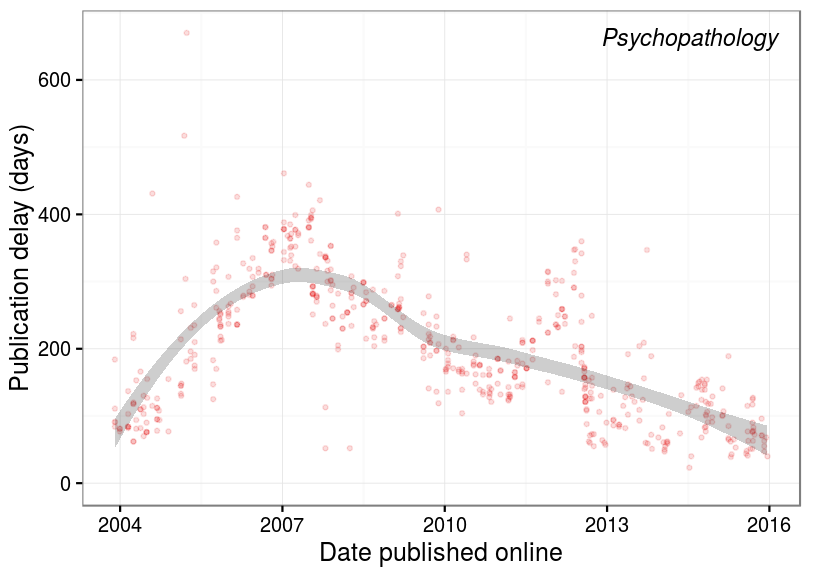 Psychopathology
Publication delay (days)
600
400
200
0
2004 2007 2010 2013 2016
Date published online